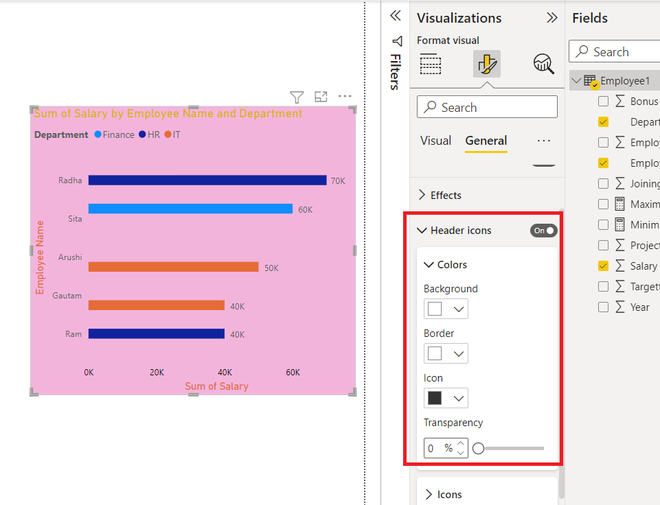 Sum of Salary by Employee Name and Department
Department Finance HR IT
Radha
70K
Sita
60K
Arushi
50K
Gautam
40K
Ram
40K
Employee Name
0K 20K 40K 60K
Sum of Salary
Filters
Visualizations
Format visual
Search
Visual General
Effects
Header icons On
Colors
Background
Border
Icon
Transparency
0 %
Icons
Fields
Search
Employee1
Bonus
Depart
Employ
Employ
Joining
Maxim
Minim
Project
Salary
Targett
Year